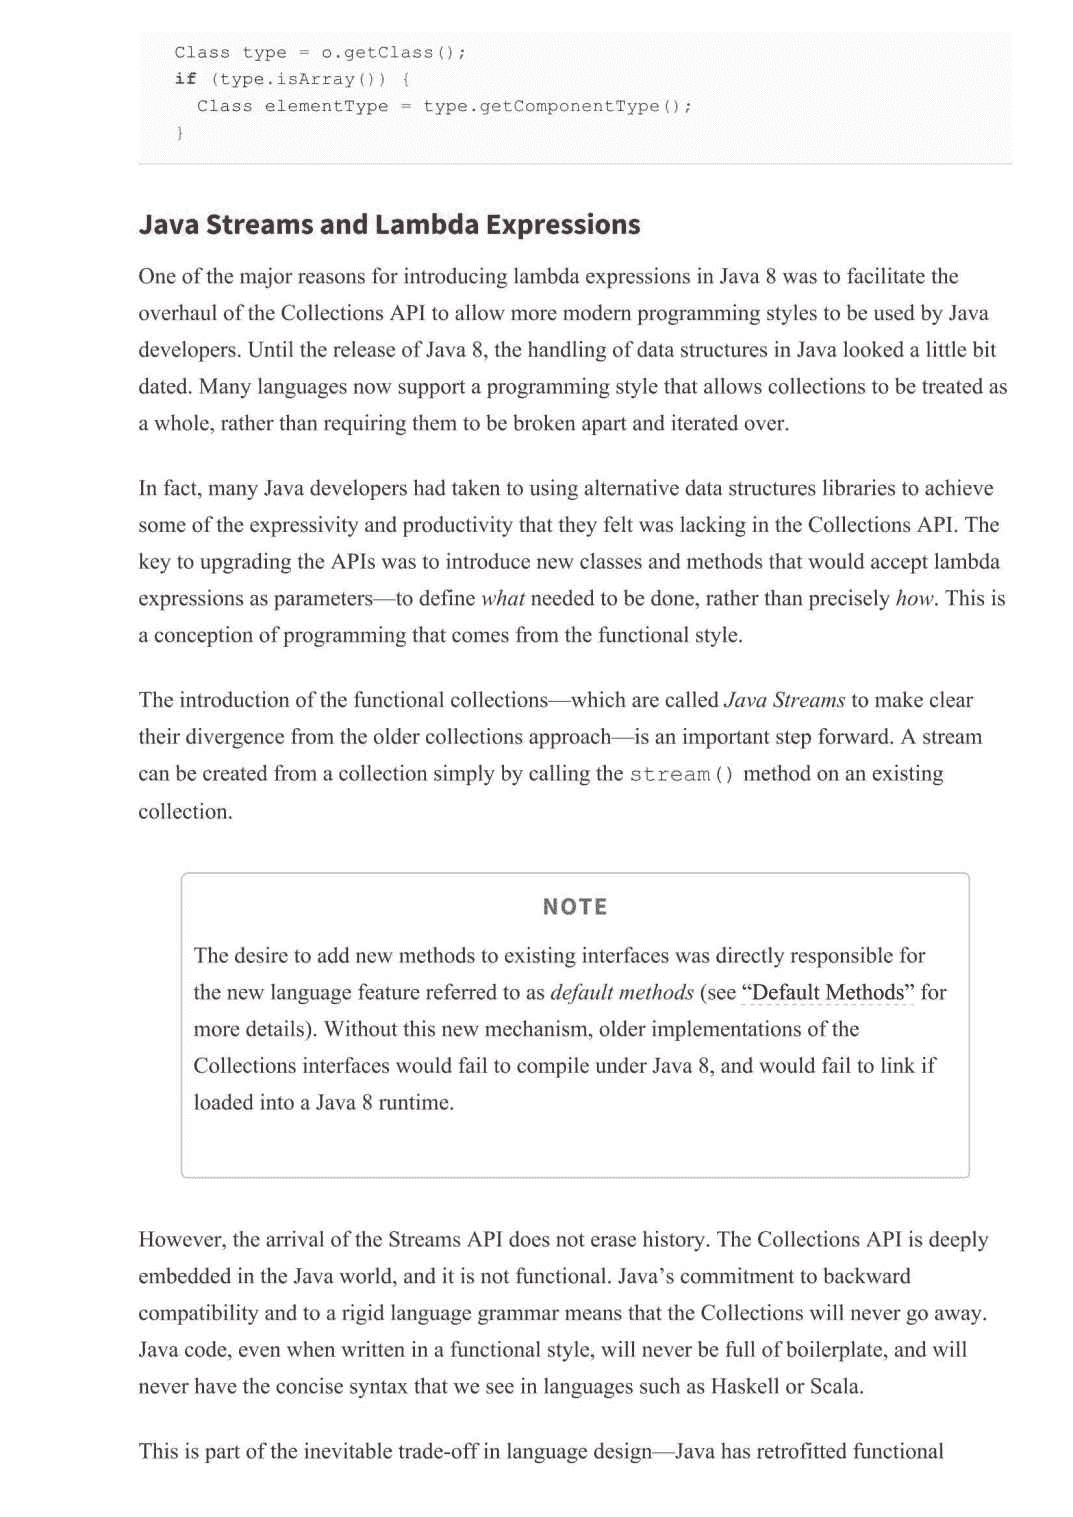 Class type = o.getClass();
if (type.isArray()) {
  Class elementType = type.getComponentType();
}
Java Streams and Lambda Expressions
One of the major reasons for introducing lambda expressions in Java 8 was to facilitate the
overhaul of the Collections API to allow more modern programming styles to be used by Java
developers. Until the release of Java 8, the handling of data structures in Java looked a little bit
dated. Many languages now support a programming style that allows collections to be treated as
a whole, rather than requiring them to be broken apart and iterated over.
In fact, many Java developers had taken to using alternative data structures libraries to achieve
some of the expressivity and productivity that they felt was lacking in the Collections API. The
key to upgrading the APIs was to introduce new classes and methods that would accept lambda
expressions as parameters—to define what needed to be done, rather than precisely how. This is
a conception of programming that comes from the functional style.
The introduction of the functional collections—which are called Java Streams to make clear
their divergence from the older collections approach—is an important step forward. A stream
can be created from a collection simply by calling the stream() method on an existing
collection.
NOTE
The desire to add new methods to existing interfaces was directly responsible for
the new language feature referred to as default methods (see “Default Methods” for
more details). Without this new mechanism, older implementations of the
Collections interfaces would fail to compile under Java 8, and would fail to link if
loaded into a Java 8 runtime.
However, the arrival of the Streams API does not erase history. The Collections API is deeply
embedded in the Java world, and it is not functional. Java’s commitment to backward
compatibility and to a rigid language grammar means that the Collections will never go away.
Java code, even when written in a functional style, will never be full of boilerplate, and will
never have the concise syntax that we see in languages such as Haskell or Scala.
This is part of the inevitable trade-off in language design—Java has retrofitted functional